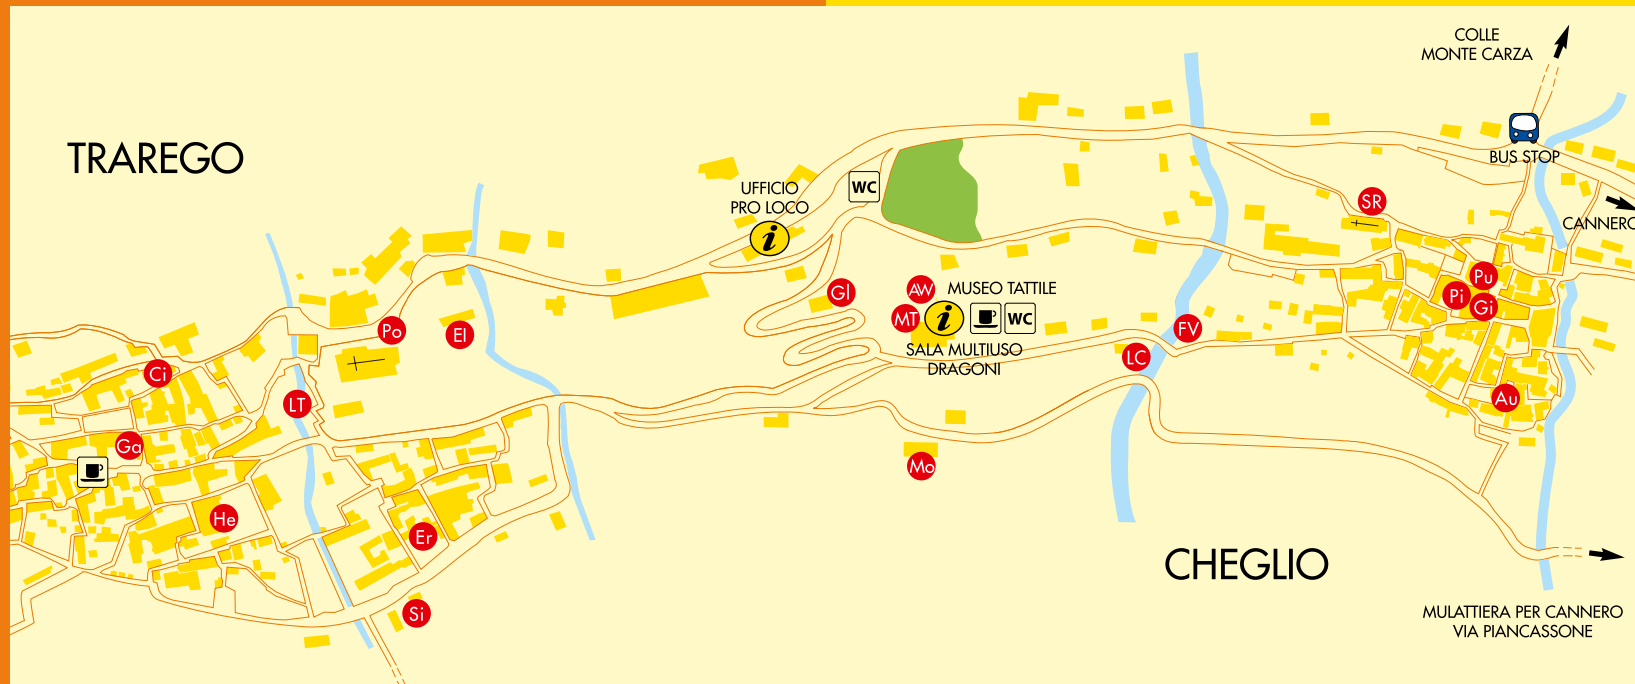 COLLE
MONTE CARZA
TRAREGO
BUS STOP
UFFICIO
PRO LOCO
i
WC
SR
CANNERO
Gl
AW
MUSEO TATTILE
MT
i
WC
SALA MULTIUSO
DRAGONI
Pu
Pi
Gi
Po
El
FV
LC
Ci
LT
Au
Ga
Mo
He
Er
CHEGLIO
Si
MULATTIERA PER CANNERO
VIA PIANCASSONE